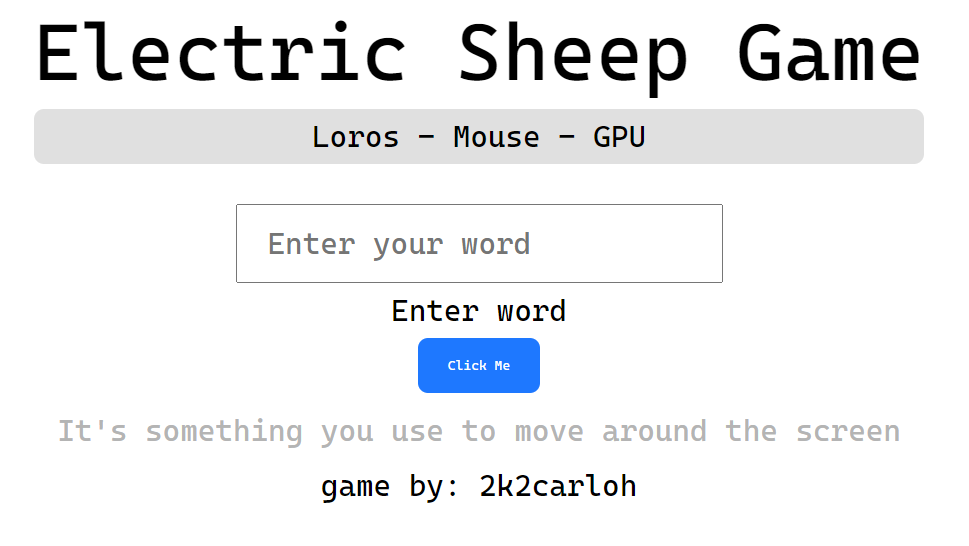 Electric Sheep Game
Loros - Mouse - GPU
Enter your word
Enter word
Click Me
It's something you use to move around the screen
game by: 2k2carloh